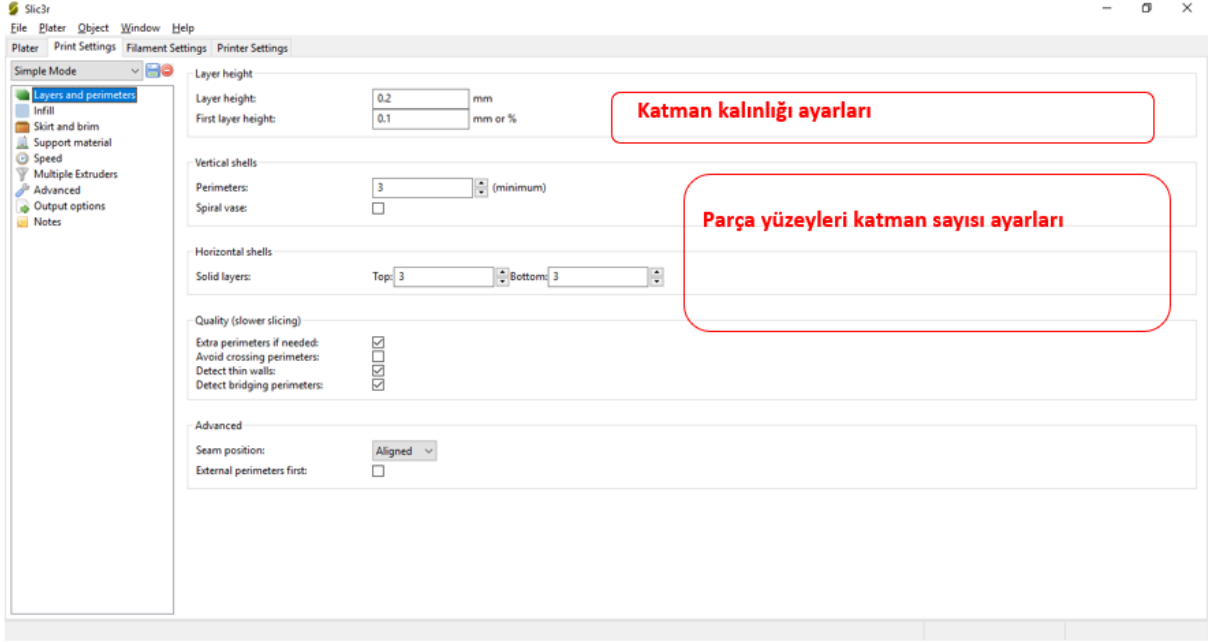 Slic3r
File Plater Object Window Help
Plater Print Settings Filament Settings Printer Settings
Simple Mode
Layers and perimeters
Infill
Skirt and brim
Support material
Speed
Multiple Extruders
Advanced
Output options
Notes
Layer height
Layer height: 0.2 mm
First layer height: 0.1 mm or %
Katman kalınlığı ayarları
Vertical shells
Perimeters: 3 (minimum)
Spiral vase:
Parça yüzeyleri katman sayısı ayarları
Horizontal shells
Solid layers: Top: 3 Bottom: 3
Quality (slower slicing)
Extra perimeters if needed:
Avoid crossing perimeters:
Detect thin walls:
Detect bridging perimeters:
Advanced
Seam position: Aligned
External perimeters first: